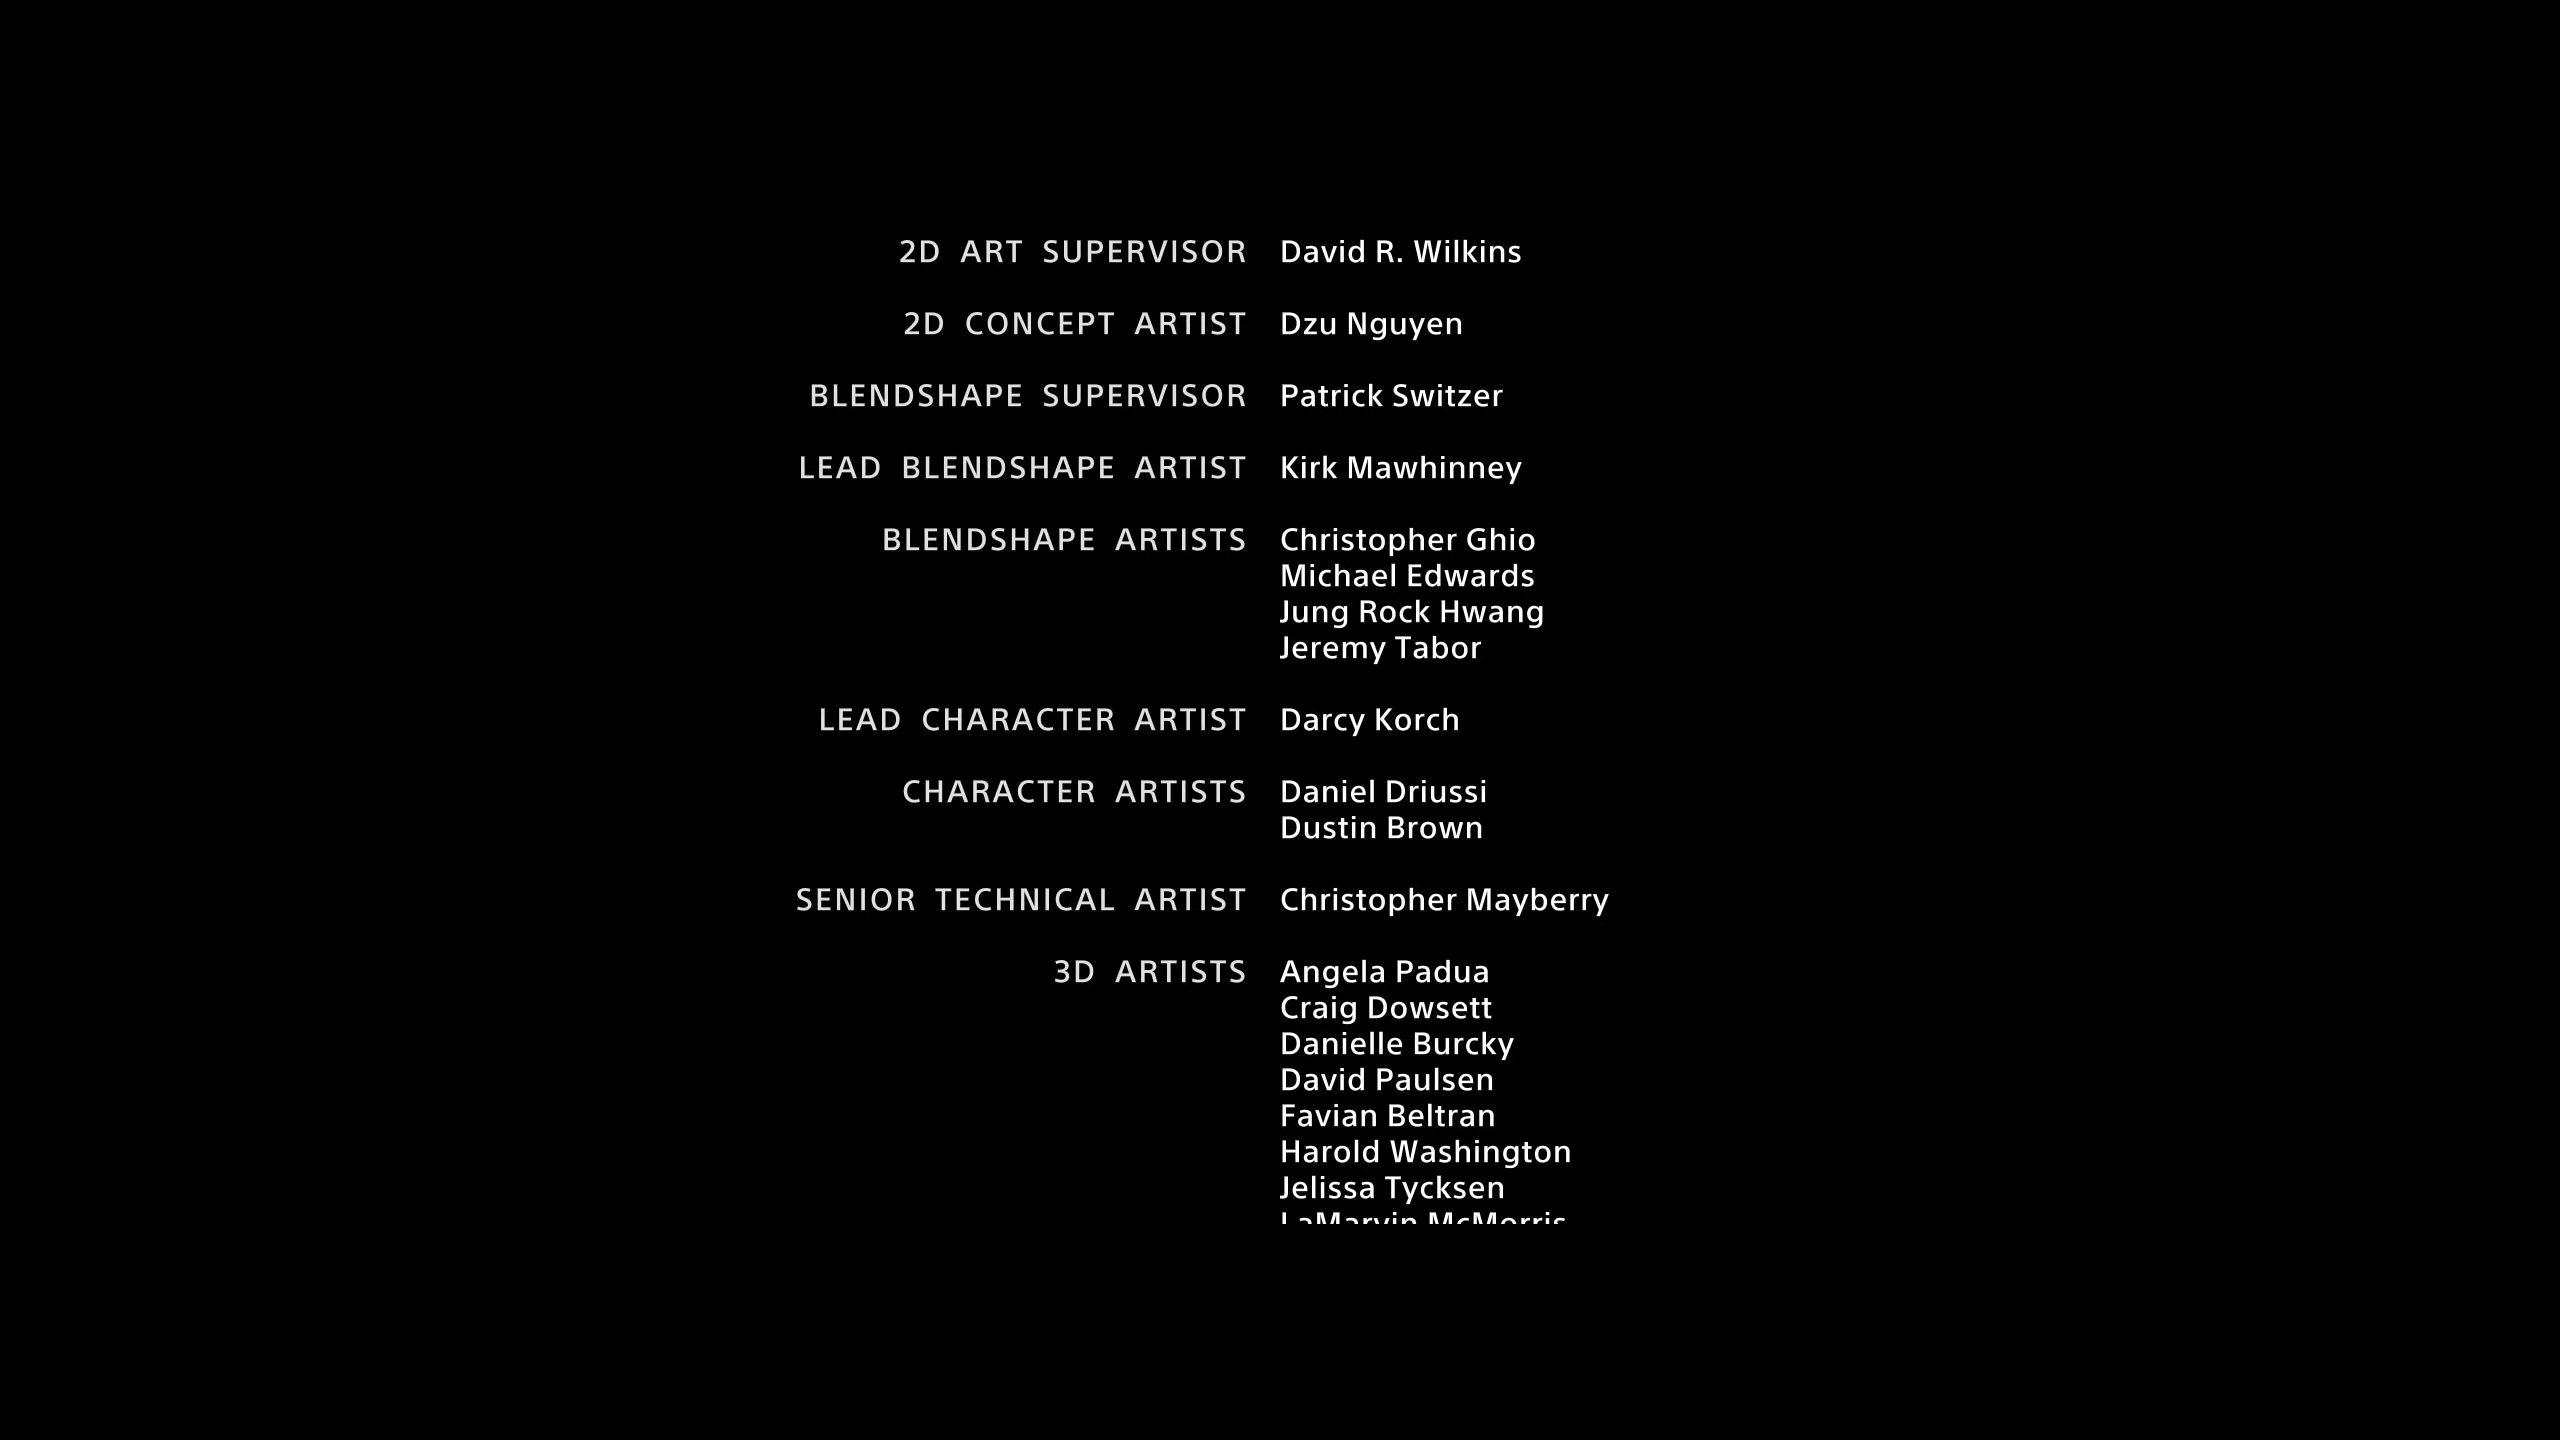 2D ART SUPERVISOR David R. Wilkins
2D CONCEPT ARTIST Dzu Nguyen
BLENDSHAPE SUPERVISOR Patrick Switzer
LEAD BLENDSHAPE ARTIST Kirk Mawhinney
BLENDSHAPE ARTISTS Christopher Ghio
Michael Edwards
Jung Rock Hwang
Jeremy Tabor
LEAD CHARACTER ARTIST Darcy Korch
CHARACTER ARTISTS Daniel Driussi
Dustin Brown
SENIOR TECHNICAL ARTIST Christopher Mayberry
3D ARTISTS Angela Padua
Craig Dowsett
Danielle Burcky
David Paulsen
Favian Beltran
Harold Washington
Jelissa Tycksen
LaMarvin McMorris